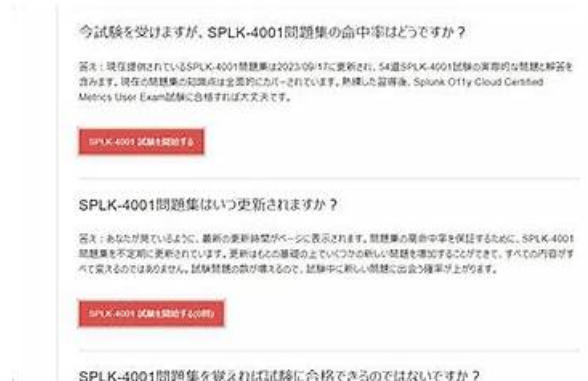 今試験を受けますが、SPLK-4001問題集の命中率はどうですか？
答え：現在提供されているSPLK-4001問題集は2023/09/17に更新され、54道SPLK-4001試験の実際的な問題と解答を
含みます。現在の問題集の知識点は全面的にカバーされています。熟練した習得後、Splunk O11y Cloud Certified
Metrics User Exam試験に合格すれば大丈夫です。
SPLK-4001 試験を開始する
SPLK-4001問題集はいつ更新されますか？
答え：あなたが見ているように、最新の更新時間がページに表示されます。問題集の高命中率を保証するために、SPLK-4001
問題集を不定期に更新されています。更新はもとの基礎の上でいくつかの新しい問題を増加することができて、すべての内容がす
べて変えるのではありません。試験問題の数が増えるので、試験中に新しい問題に出会う確率が上がります。
SPLK-4001 試験を開始する(0問)
SPLK-4001問題集を覚えれば試験に合格できるのではないですか？